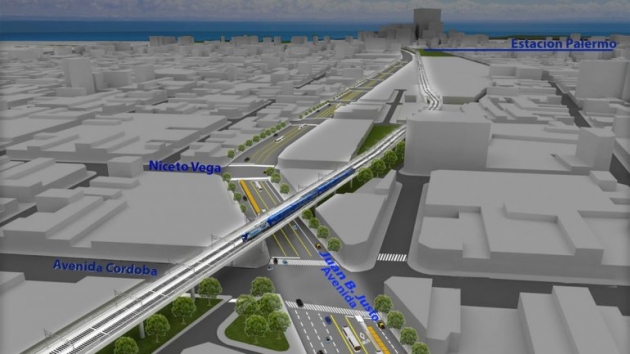 Estacion Palermo
Niceto Vega
Avenida Cordoba
Juan B. Justo
Avenida